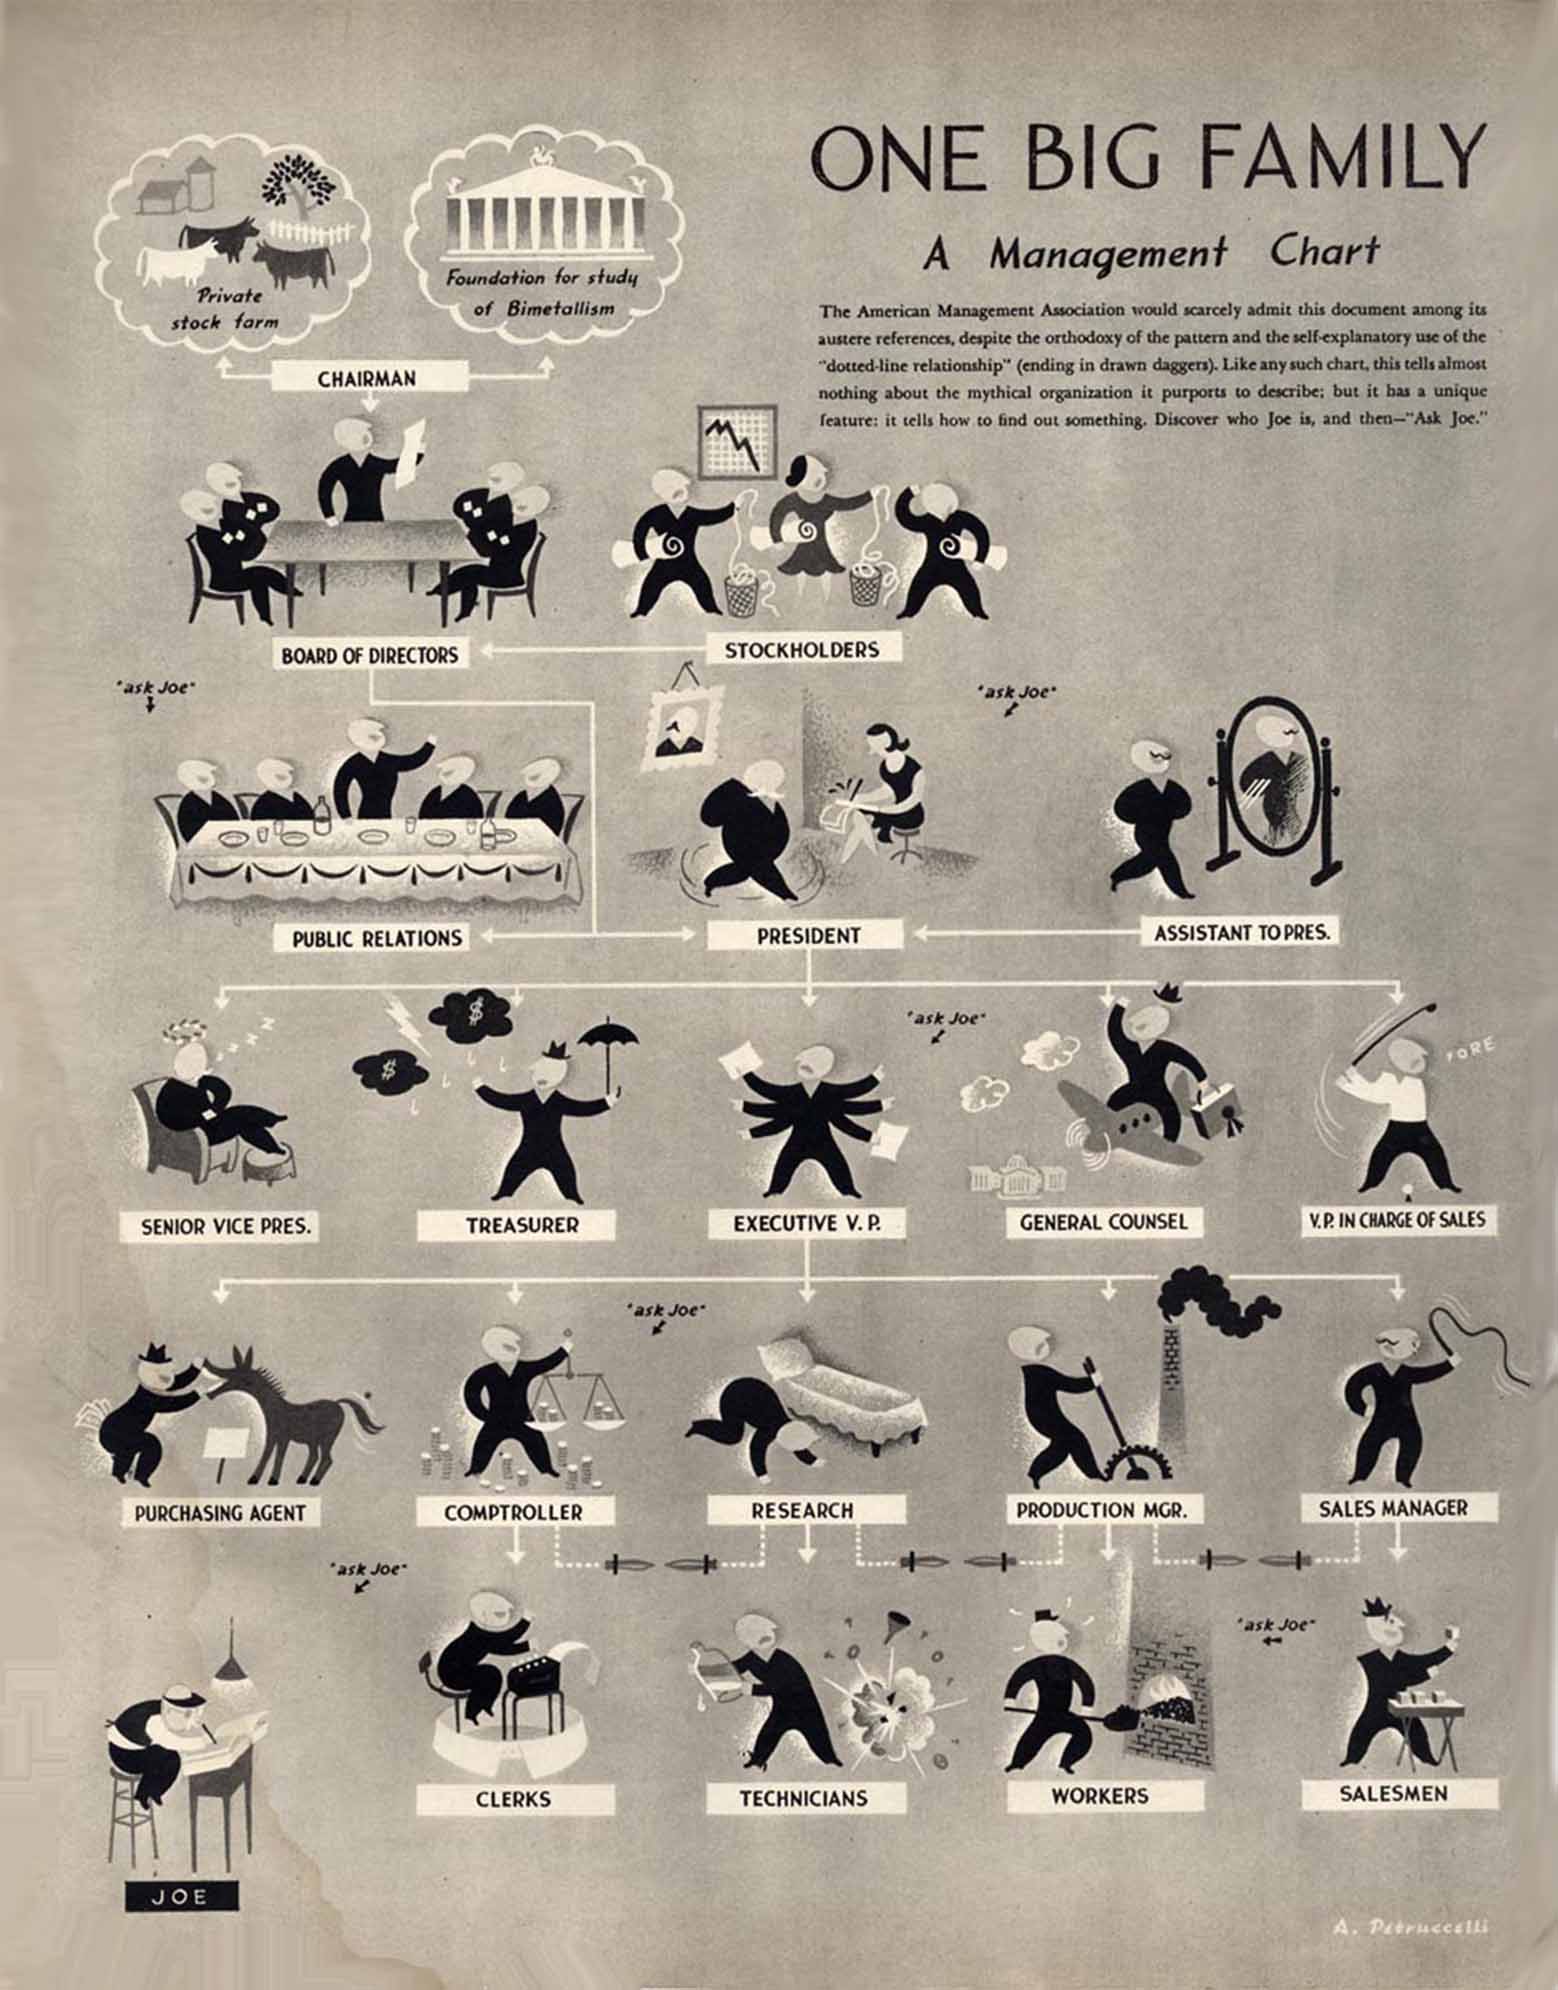 ONE BIG FAMILY
A Management Chart
The American Management Association would scarcely admit this document among its
austere references, despite the orthodoxy of the pattern and the self-explanatory use of the
"dotted-line relationship" (ending in drawn daggers). Like any such chart, this tells almost
nothing about the mythical organization it purports to describe; but it has a unique
feature: it tells how to find out something. Discover who Joe is, and then—"Ask Joe."
Private
stock farm
Foundation for study
of Bimetallism
CHAIRMAN
BOARD OF DIRECTORS
STOCKHOLDERS
"ask Joe"
"ask Joe"
PUBLIC RELATIONS
PRESIDENT
ASSISTANT TO PRES.
$
$
Z Z Z Z
"ask Joe"
FORE
SENIOR VICE PRES.
TREASURER
EXECUTIVE V. P.
GENERAL COUNSEL
V.P. IN CHARGE OF SALES
"ask Joe"
PURCHASING AGENT
COMPTROLLER
RESEARCH
PRODUCTION MGR.
SALES MANAGER
"ask Joe"
"ask Joe"
CLERKS
TECHNICIANS
WORKERS
SALESMEN
JOE
A. Petruccelli